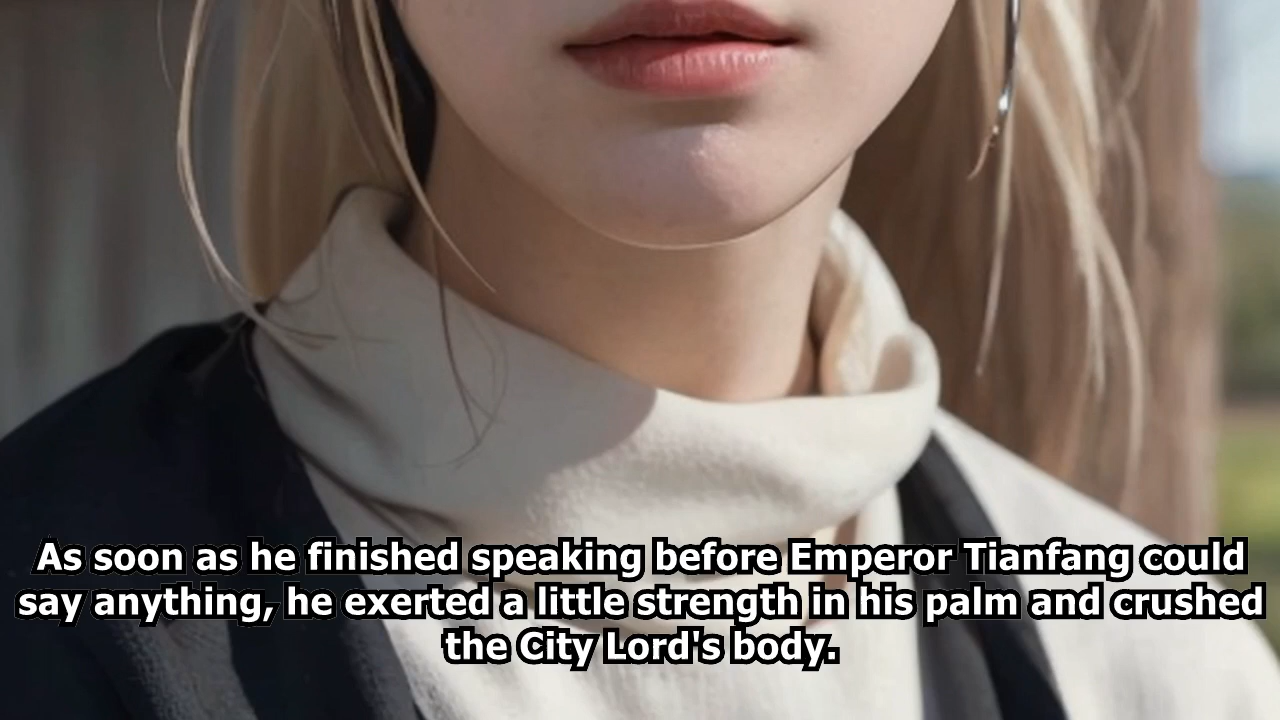 As soon as he finished speaking before Emperor Tianfang could
say anything, he exerted a little strength in his palm and crushed
the City Lord's body.